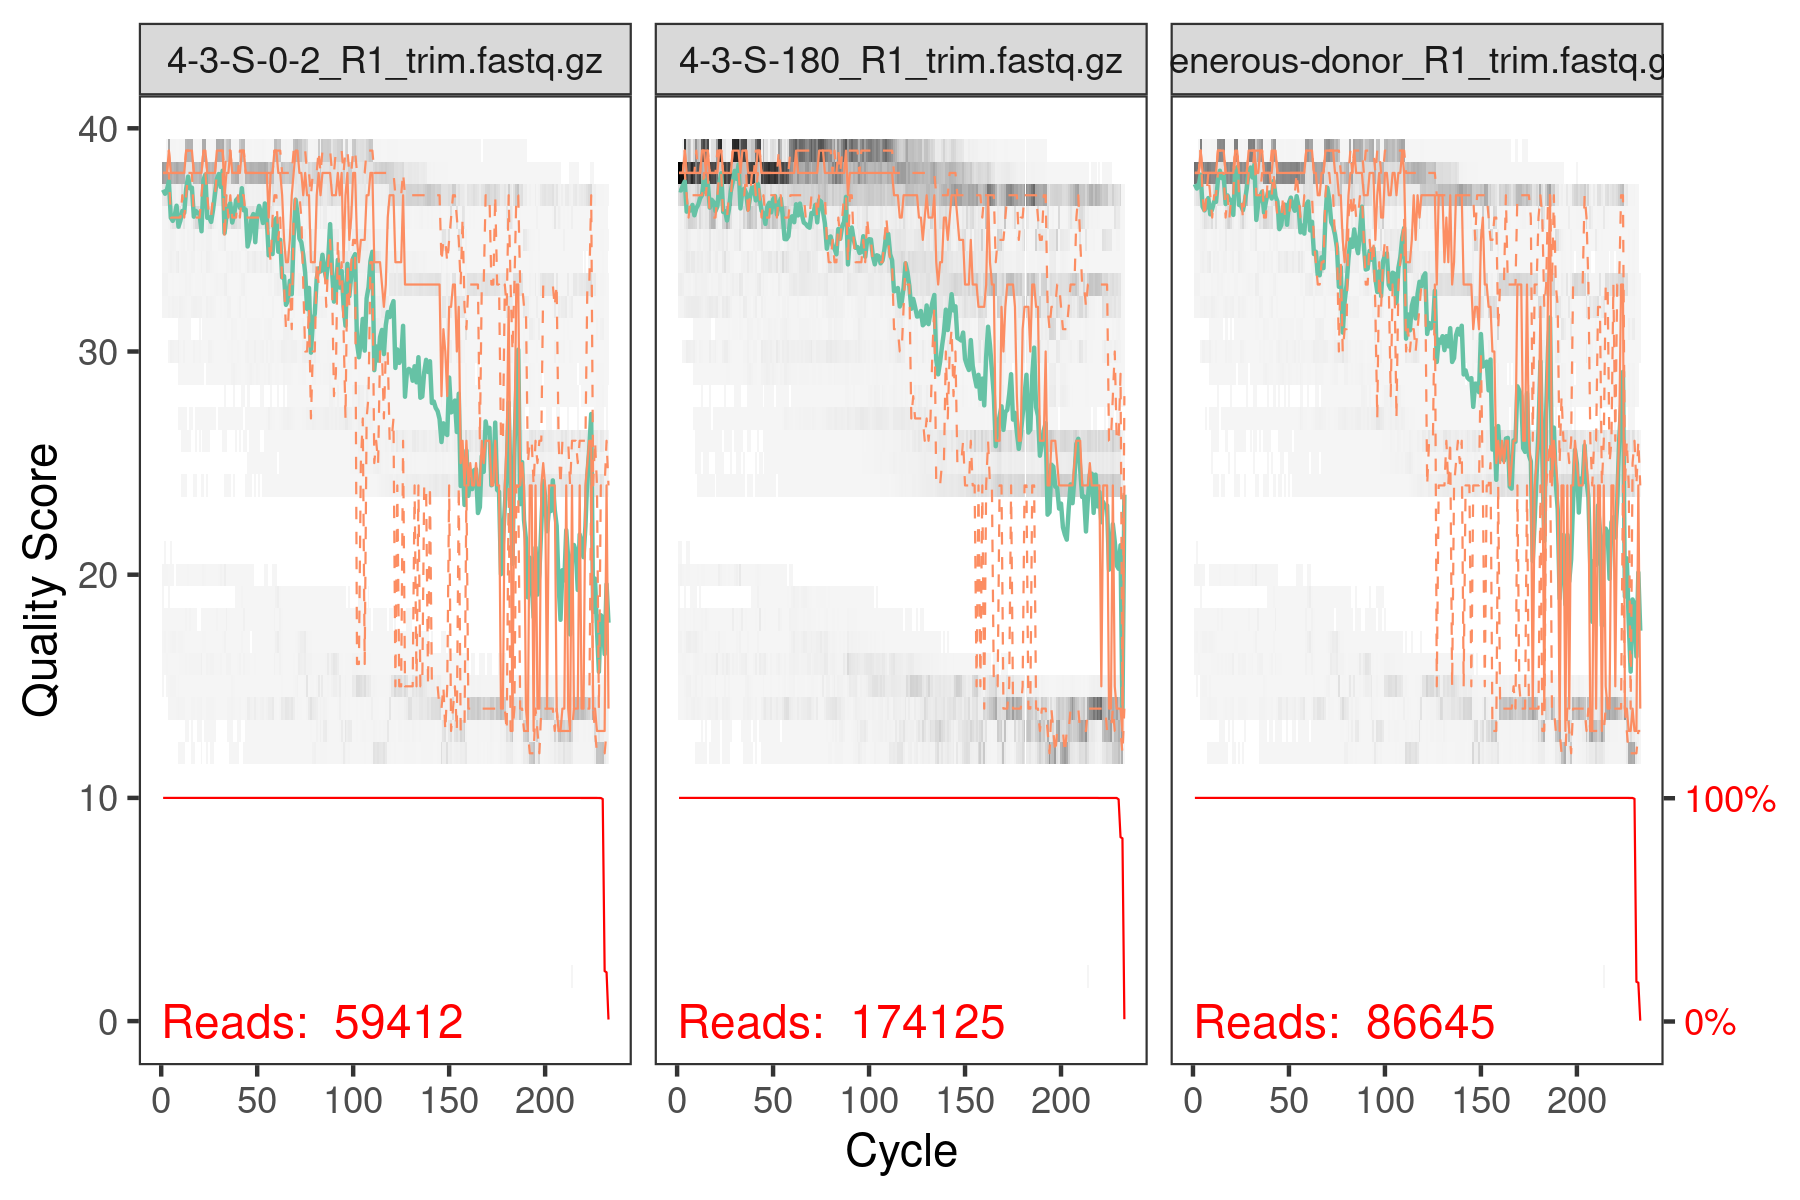 4-3-S-0-2_R1_trim.fastq.gz
4-3-S-180_R1_trim.fastq.gz
enerous-donor_R1_trim.fastq.g
Quality Score
40
30
20
10
0
100%
0%
Reads: 59412
Reads: 174125
Reads: 86645
0 50 100 150 200
0 50 100 150 200
0 50 100 150 200
Cycle